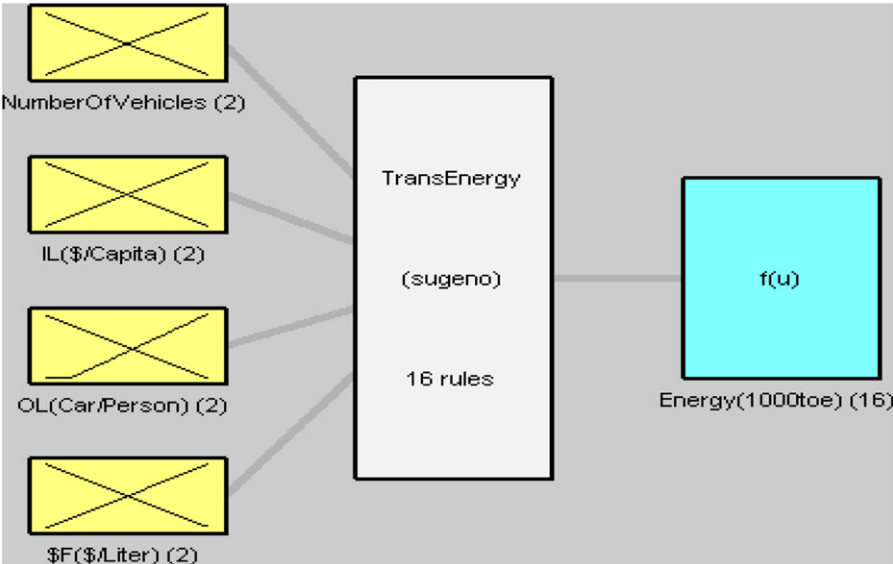 NumberOfVehicles (2)
IL($/Capita) (2)
OL(Car/Person) (2)
$F($/Liter) (2)
TransEnergy
(sugeno)
16 rules
f(u)
Energy(1000toe) (16)